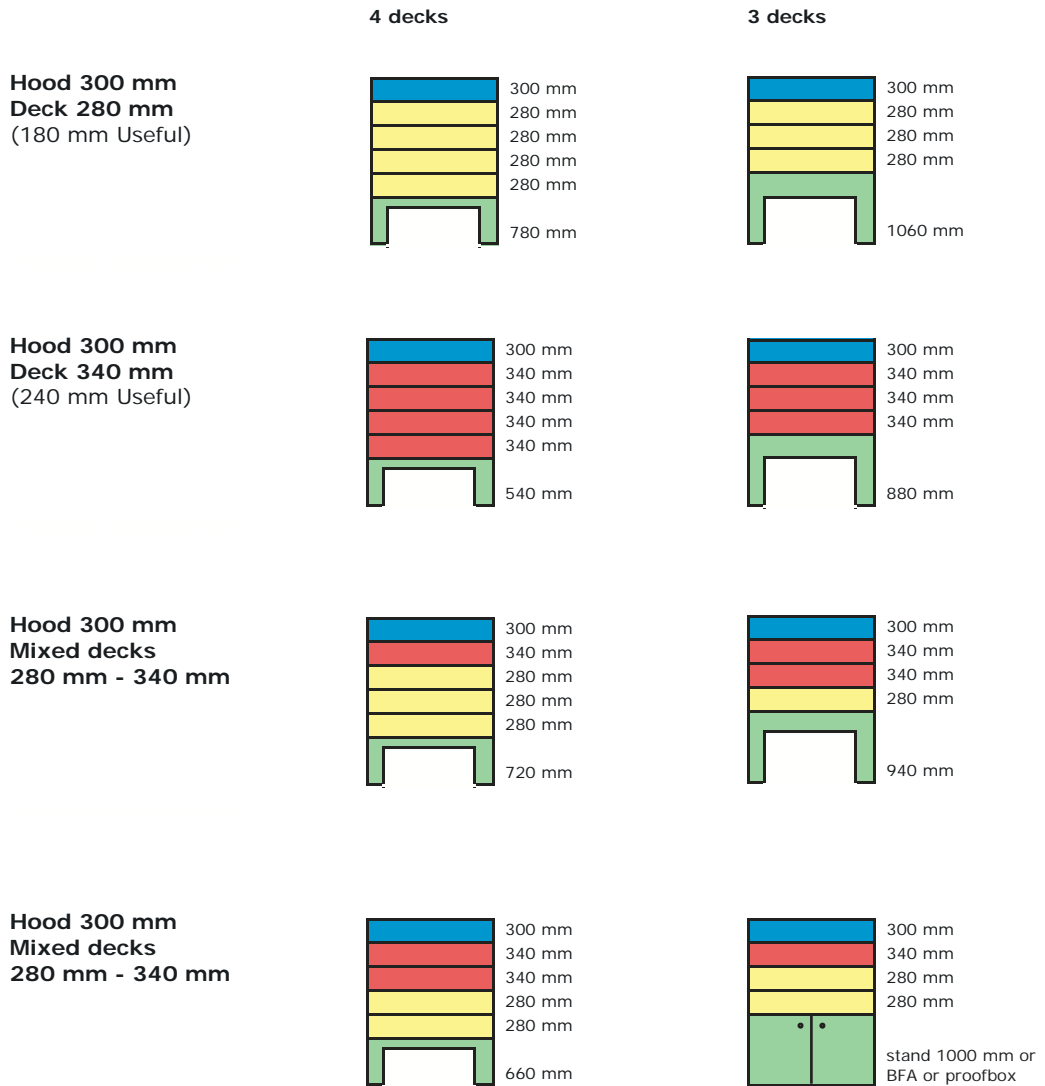 4 decks
3 decks
Hood 300 mm
Deck 280 mm
(180 mm Useful)
300 mm
280 mm
280 mm
280 mm
280 mm
780 mm
300 mm
280 mm
280 mm
280 mm
1060 mm
Hood 300 mm
Deck 340 mm
(240 mm Useful)
300 mm
340 mm
340 mm
340 mm
340 mm
540 mm
300 mm
340 mm
340 mm
340 mm
880 mm
Hood 300 mm
Mixed decks
280 mm - 340 mm
300 mm
340 mm
280 mm
280 mm
280 mm
720 mm
300 mm
340 mm
340 mm
280 mm
940 mm
Hood 300 mm
Mixed decks
280 mm - 340 mm
300 mm
340 mm
340 mm
280 mm
280 mm
660 mm
300 mm
340 mm
280 mm
280 mm
stand 1000 mm or
BFA or proofbox